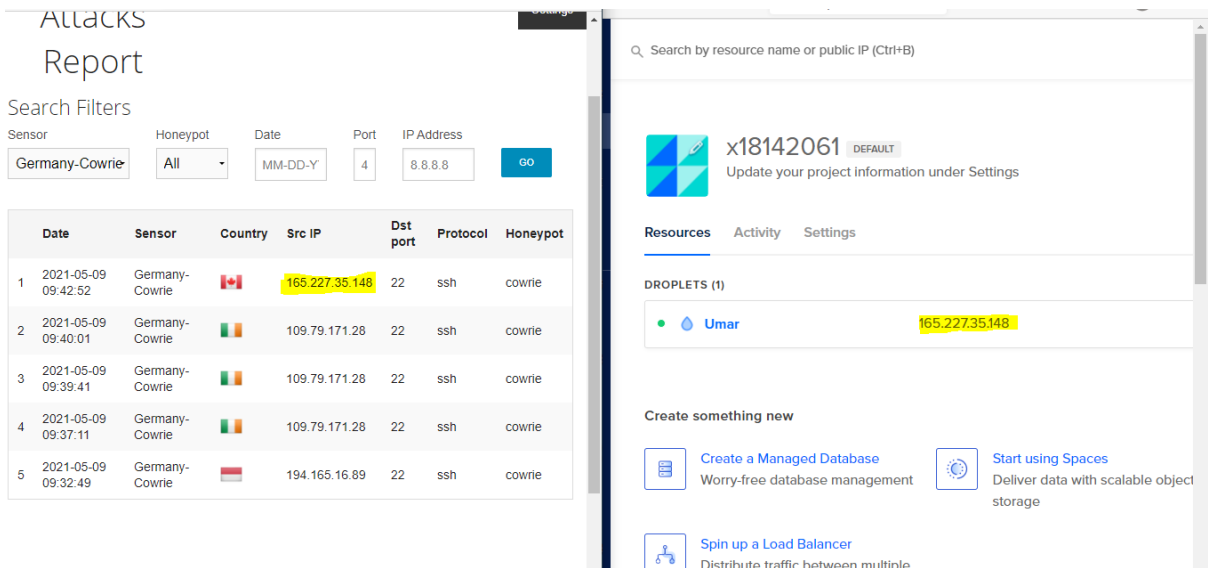 Attacks
Report
Settings
Search Filters
Sensor Honeypot Date Port IP Address
Germany-Cowrie All MM-DD-Y 4 8.8.8.8 GO
Date Sensor Country Src IP Dst port Protocol Honeypot
1 2021-05-09 09:42:52 Germany-Cowrie 165.227.35.148 22 ssh cowrie
2 2021-05-09 09:40:01 Germany-Cowrie 109.79.171.28 22 ssh cowrie
3 2021-05-09 09:39:41 Germany-Cowrie 109.79.171.28 22 ssh cowrie
4 2021-05-09 09:37:11 Germany-Cowrie 109.79.171.28 22 ssh cowrie
5 2021-05-09 09:32:49 Germany-Cowrie 194.165.16.89 22 ssh cowrie
Search by resource name or public IP (Ctrl+B)
x18142061 DEFAULT
Update your project information under Settings
Resources Activity Settings
DROPLETS (1)
Umar 165.227.35.148
Create something new
Create a Managed Database
Worry-free database management
Start using Spaces
Deliver data with scalable object
storage
Spin up a Load Balancer
Distribute traffic between multiple